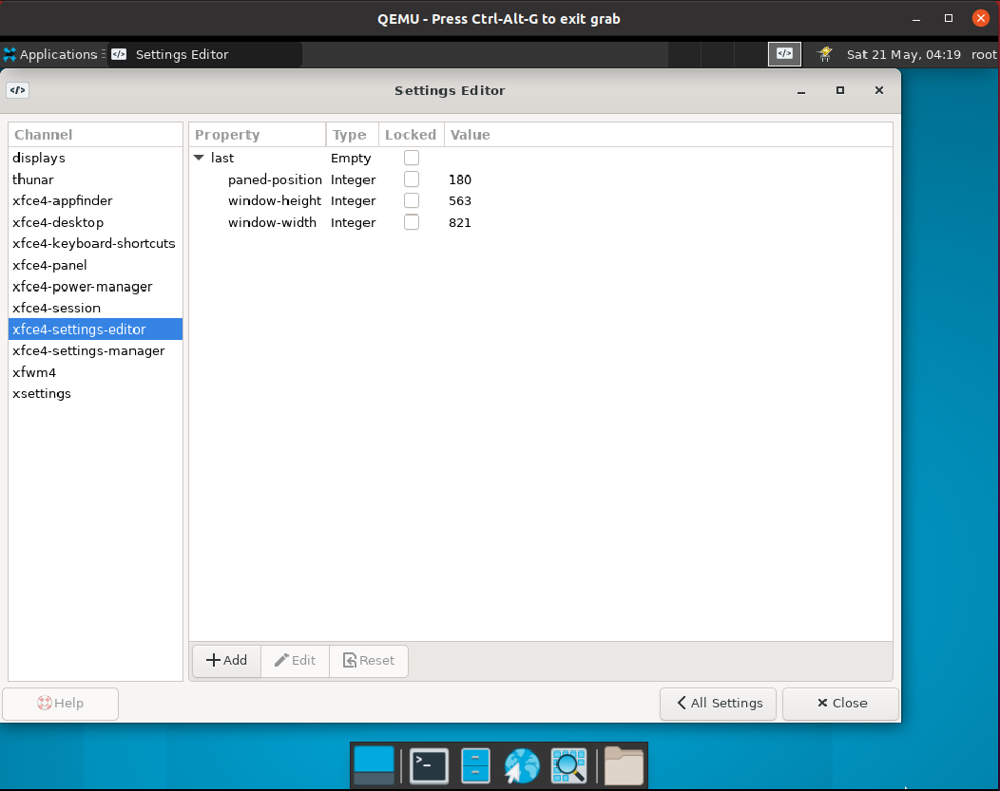 QEMU - Press Ctrl-Alt-G to exit grab
Applications Settings Editor Sat 21 May, 04:19 root
Settings Editor
Channel
displays
thunar
xfce4-appfinder
xfce4-desktop
xfce4-keyboard-shortcuts
xfce4-panel
xfce4-power-manager
xfce4-session
xfce4-settings-editor
xfce4-settings-manager
xfwm4
xsettings
Property Type Locked Value
last Empty
paned-position Integer 180
window-height Integer 563
window-width Integer 821
Add Edit Reset
Help All Settings Close